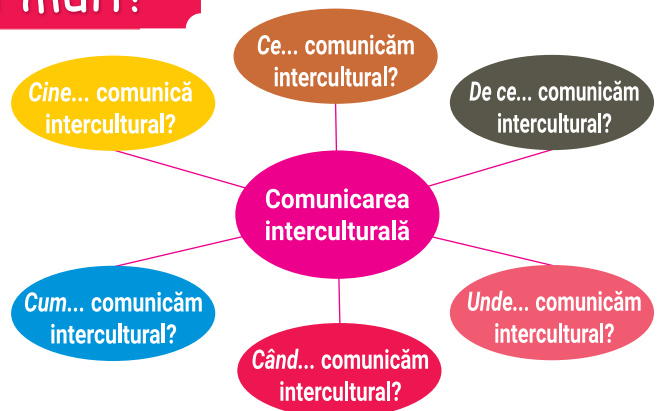 mari?
Ce... comunicăm
intercultural?
Cine... comunică
intercultural?
De ce... comunicăm
intercultural?
Comunicarea
interculturală
Cum... comunicăm
intercultural?
Unde... comunicăm
intercultural?
Când... comunicăm
intercultural?